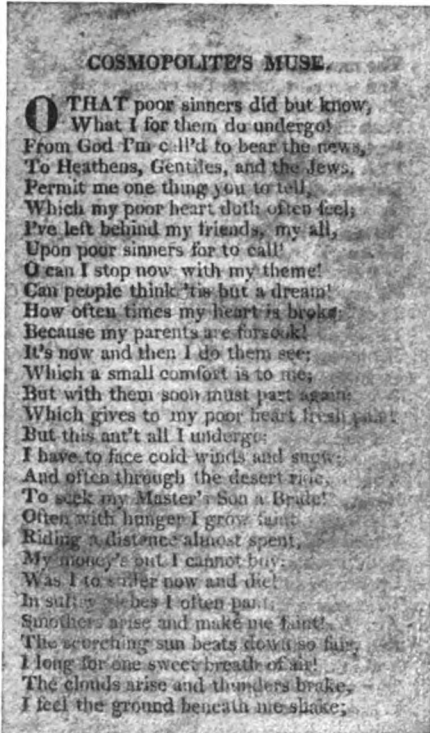 COSMOPOLITE'S MUSE.
O THAT poor sinners did but know,
What I for them do undergo!
From God I'm c ll'd to bear the news,
To Heathens, Gentiles, and the Jews.
Permit me one thing you to tell,
Which my poor heart doth often feel;
I've left behind my friends, my all,
Upon poor sinners for to call!
O can I stop now with my theme!
Can people think 'tis but a dream!
How often times my heart is broke;
Because my parents are forsook!
It's now and then I do them see;
Which a small comfort is to me;
But with them soon must part again;
Which gives to my poor heart fresh pain!
But this ant't all I undergo;
I have to face cold winds and snow;
And often through the desert ride,
To seek my Master's Son a Bride!
Often with hunger I grow faint
Riding a distance almost spent,
My money's out I cannot buy;
Was I to suffer now and die!
In sultry I often pant;
Smothers arise and make me faint!
The scorching sun beats down so fair,
I long for one sweet breath of air!
The clouds arise and thunders brake,
I feel the ground beneath me shake;